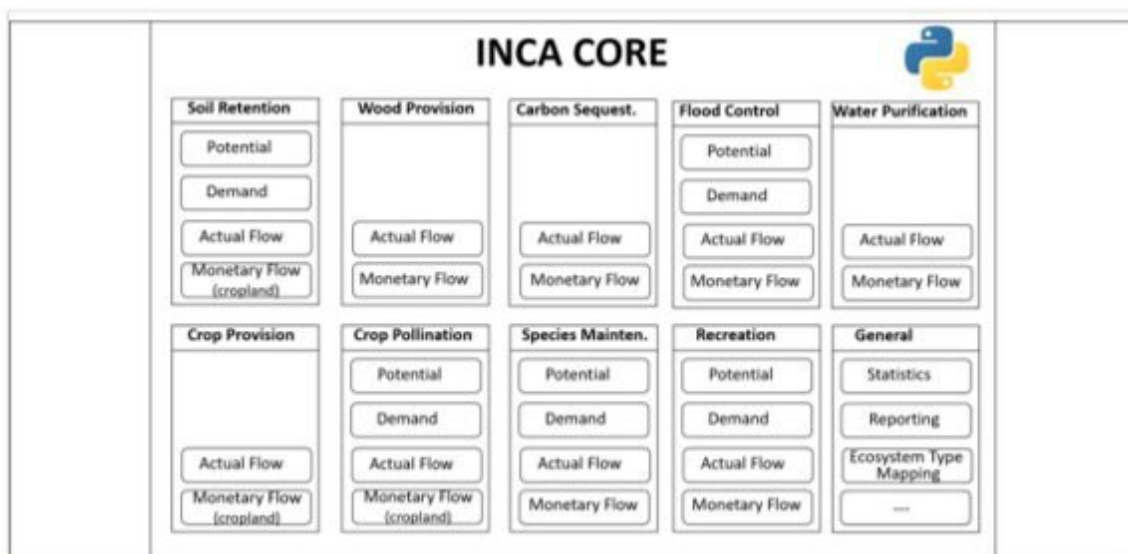 INCA CORE
Soil Retention
Potential
Demand
Actual Flow
Monetary Flow
(cropland)
Wood Provision
Actual Flow
Monetary Flow
Carbon Sequest.
Actual Flow
Monetary Flow
Flood Control
Potential
Demand
Actual Flow
Monetary Flow
Water Purification
Actual Flow
Monetary Flow
Crop Provision
Actual Flow
Monetary Flow
(cropland)
Crop Pollination
Potential
Demand
Actual Flow
Monetary Flow
(cropland)
Species Mainten.
Potential
Demand
Actual Flow
Monetary Flow
Recreation
Potential
Demand
Actual Flow
Monetary Flow
General
Statistics
Reporting
Ecosystem Type
Mapping
....